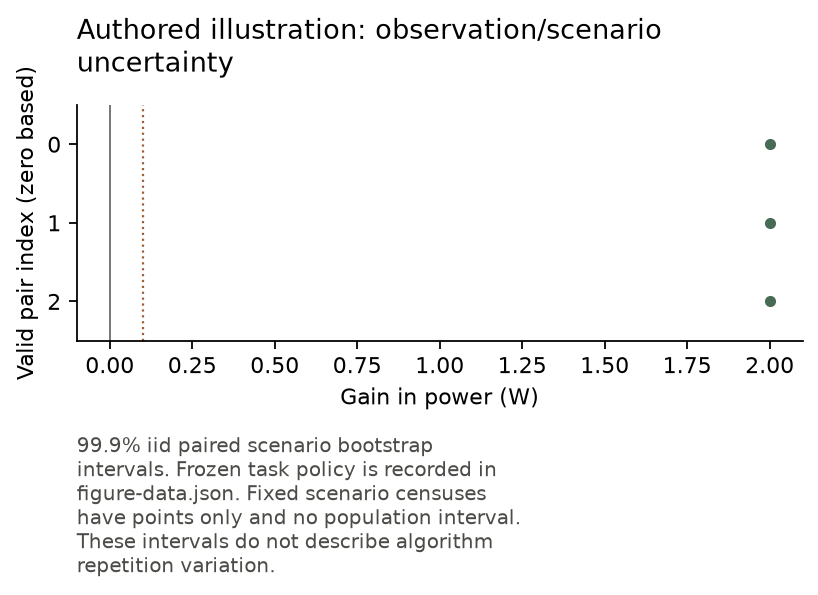 Authored illustration: observation/scenario
uncertainty
Valid pair index (zero based)
0
1
2
0.00 0.25 0.50 0.75 1.00 1.25 1.50 1.75 2.00
Gain in power (W)
99.9% iid paired scenario bootstrap
intervals. Frozen task policy is recorded in
figure-data.json. Fixed scenario censuses
have points only and no population interval.
These intervals do not describe algorithm
repetition variation.